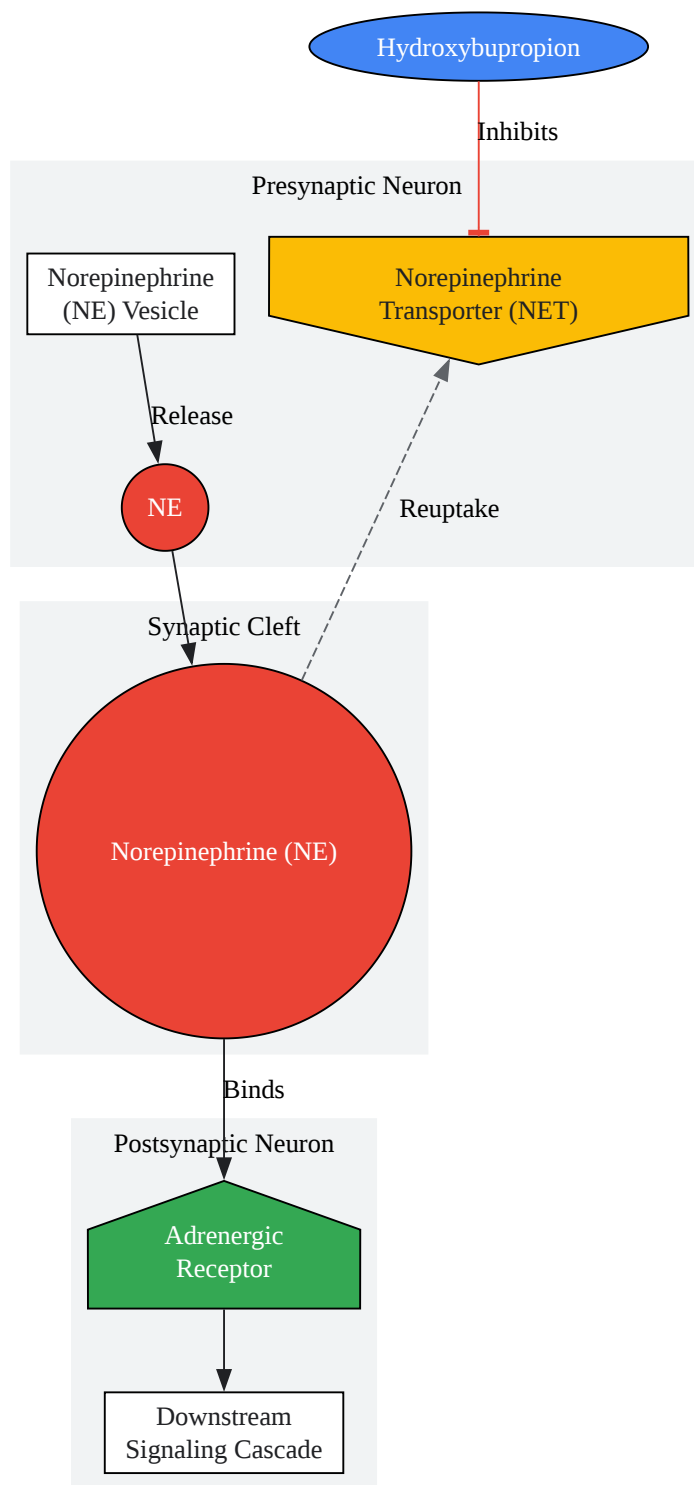 Hydroxybupropion
Inhibits
Presynaptic Neuron
Norepinephrine
(NE) Vesicle
Norepinephrine
Transporter (NET)
Release
NE
Reuptake
Synaptic Cleft
Norepinephrine (NE)
Binds
Postsynaptic Neuron
Adrenergic
Receptor
Downstream
Signaling Cascade